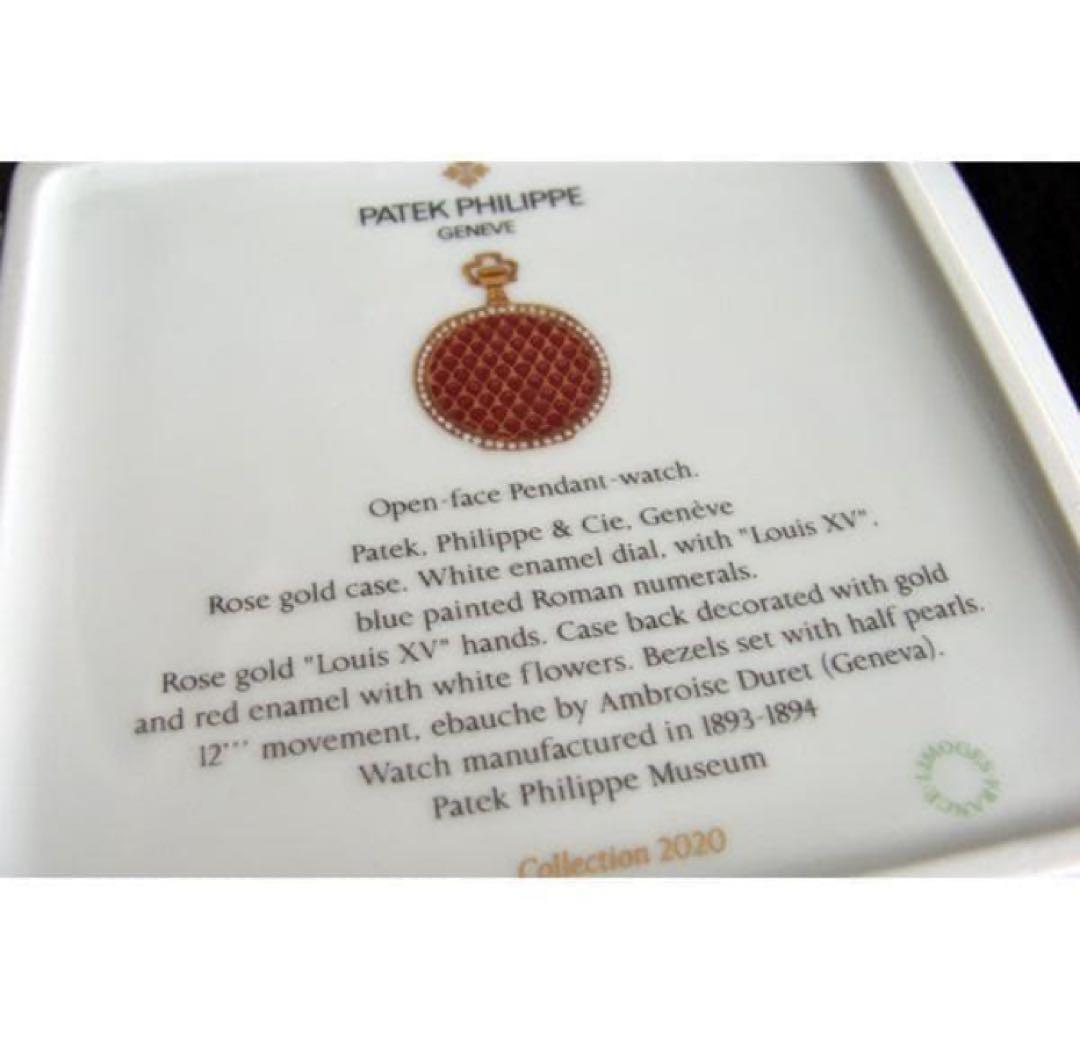 PATEK PHILIPPE
GENEVE
Open-face Pendant-watch.
Patek, Philippe & Cie, Genève
Rose gold case. White enamel dial, with "Louis XV",
blue painted Roman numerals.
Rose gold "Louis XV" hands. Case back decorated with gold
and red enamel with white flowers. Bezels set with half pearls.
12''' movement, ebauche by Ambroise Duret (Geneva).
Watch manufactured in 1893-1894
Patek Philippe Museum
LIMOGES FRANCE
Collection 2020